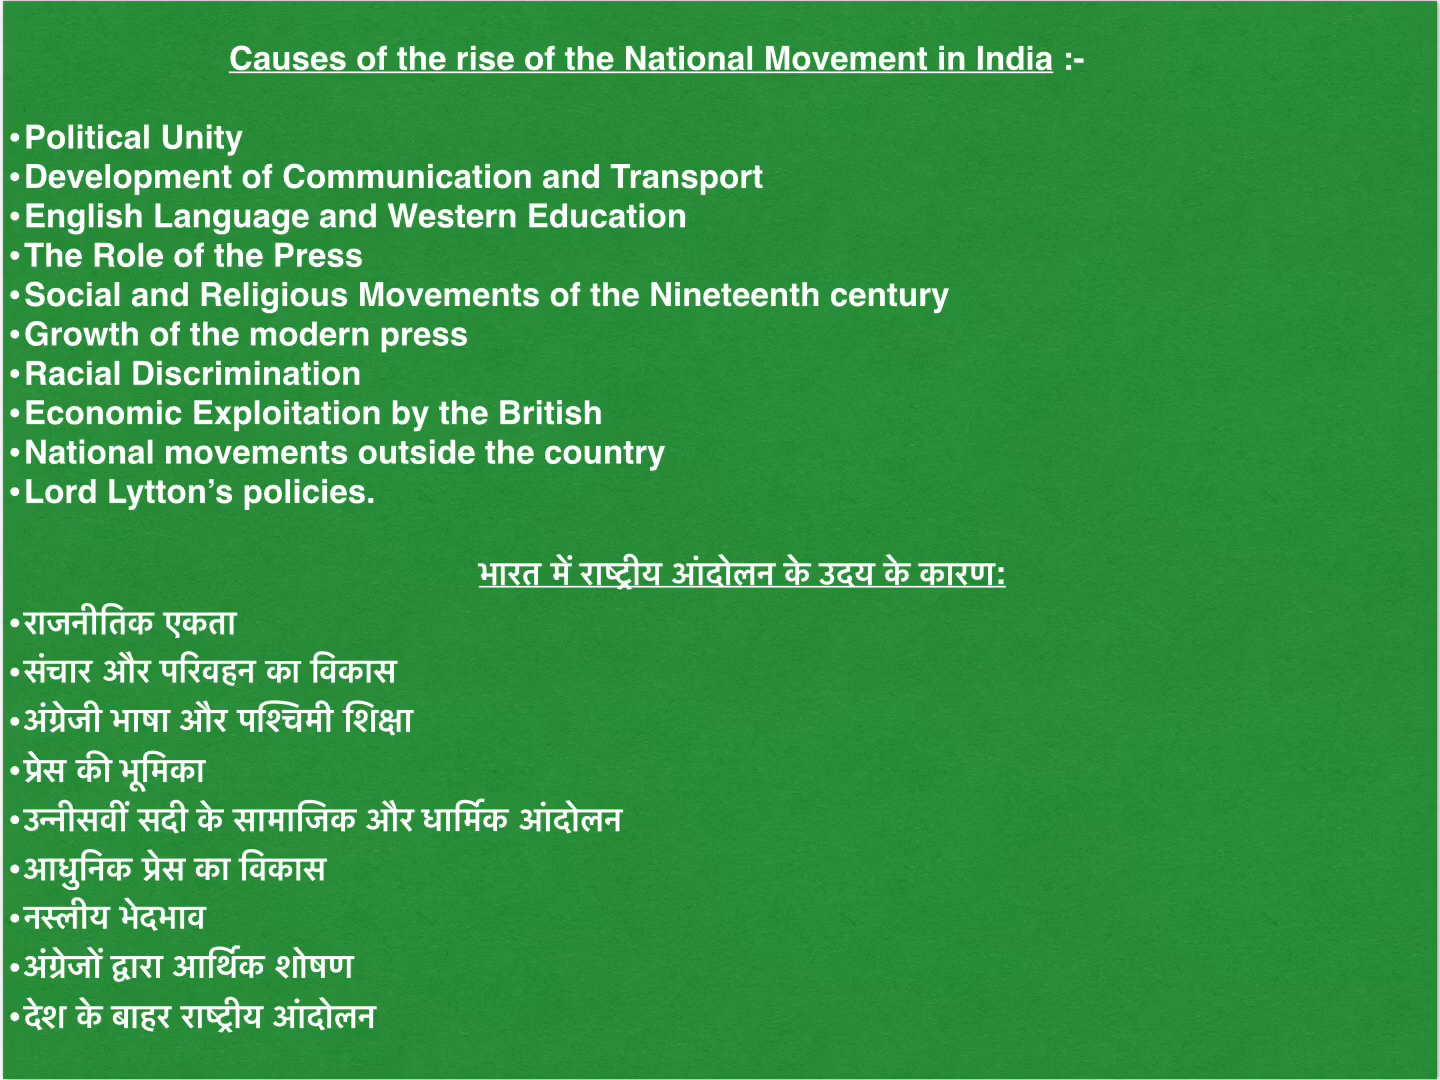 Causes of the rise of the National Movement in India :-
•Political Unity
•Development of Communication and Transport
•English Language and Western Education
•The Role of the Press
•Social and Religious Movements of the Nineteenth century
•Growth of the modern press
•Racial Discrimination
•Economic Exploitation by the British
•National movements outside the country
•Lord Lytton’s policies.
भारत में राष्ट्रीय आंदोलन के उदय के कारण:
•राजनीतिक एकता
•संचार और परिवहन का विकास
•अंग्रेजी भाषा और पश्चिमी शिक्षा
•प्रेस की भूमिका
•उन्नीसवीं सदी के सामाजिक और धार्मिक आंदोलन
•आधुनिक प्रेस का विकास
•नस्लीय भेदभाव
•अंग्रेजों द्वारा आर्थिक शोषण
•देश के बाहर राष्ट्रीय आंदोलन